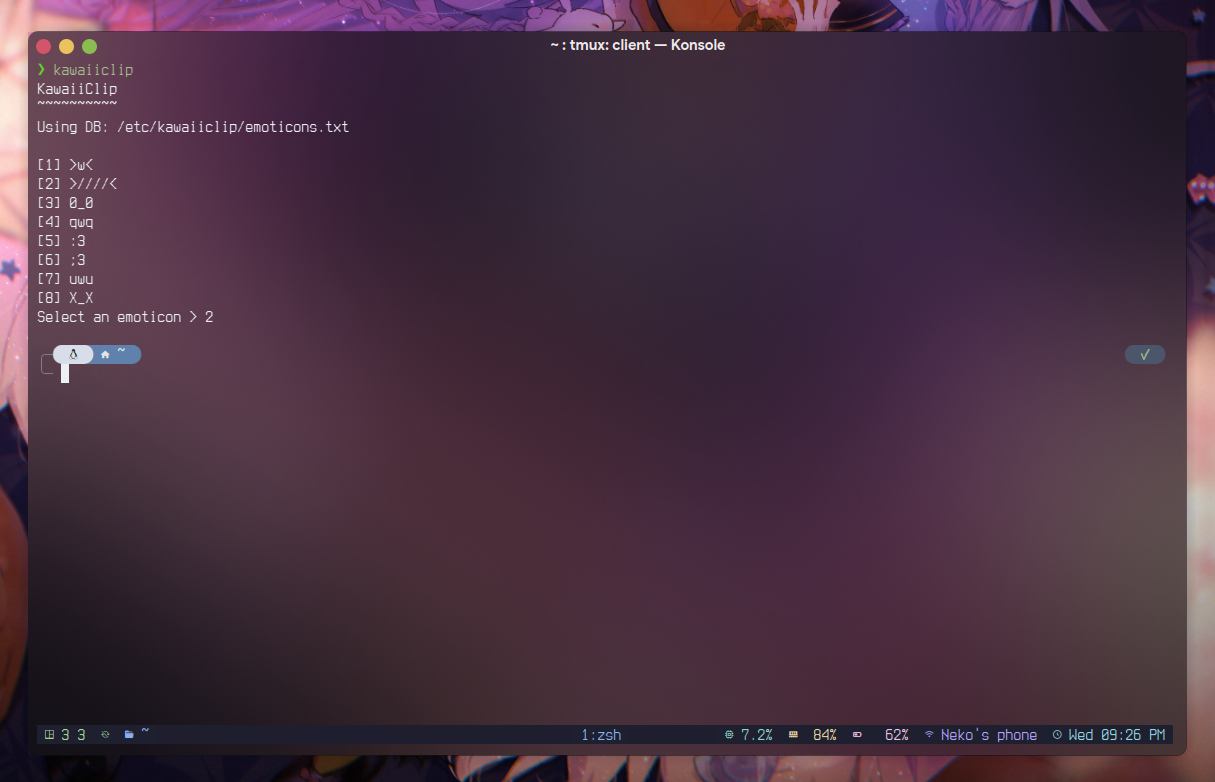 ~ : tmux: client — Konsole
❯ kawaiiclip
KawaiiClip
~~~~~~~~~~
Using DB: /etc/kawaiiclip/emoticons.txt
[1] >w<
[2] >////<
[3] 0_0
[4] qwq
[5] :3
[6] ;3
[7] uwu
[8] X_X
Select an emoticon > 2
~ ✓
3 3 ~ 1:zsh 7.2% 84% 62% Neko's phone Wed 09:26 PM